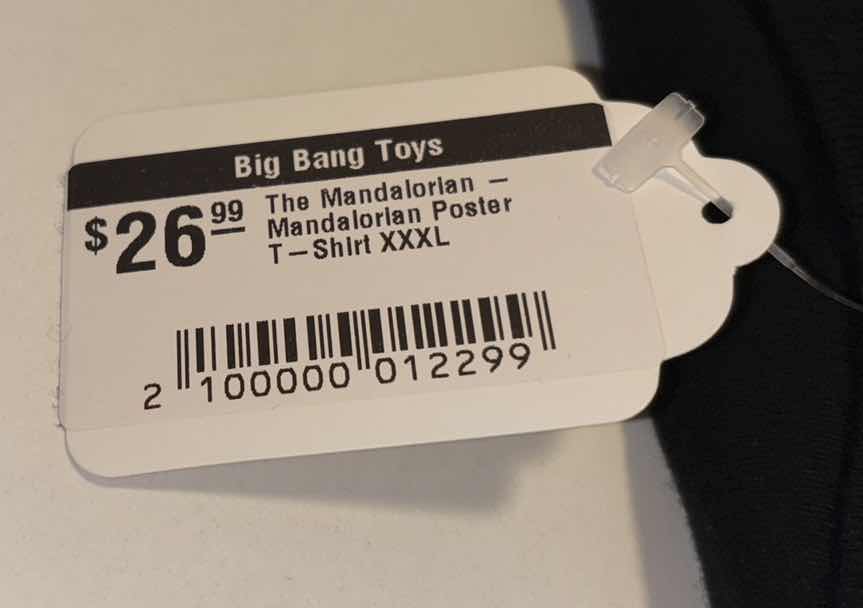 Big Bang Toys
$26.99 The Mandalorian –
Mandalorian Poster
T-Shirt XXXL
2 100000 012299